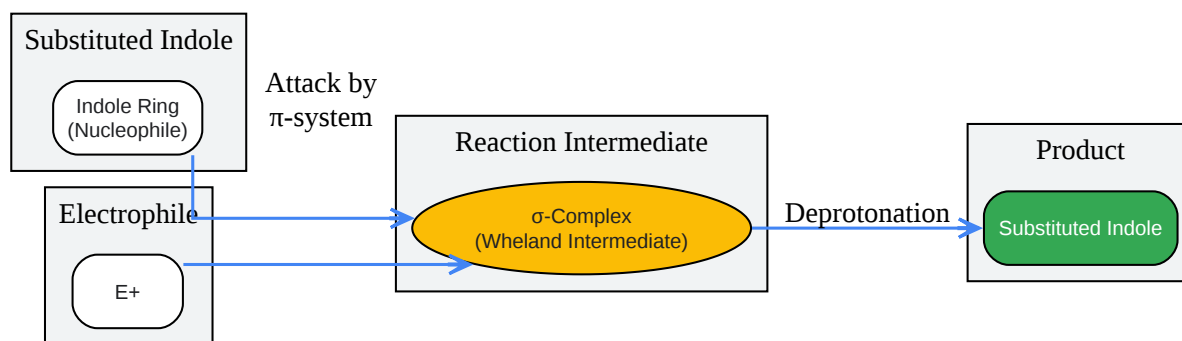 Substituted Indole
Indole Ring
(Nucleophile)
Attack by
π-system
Electrophile
E+
Reaction Intermediate
σ-Complex
(Wheland Intermediate)
Deprotonation
Product
Substituted Indole